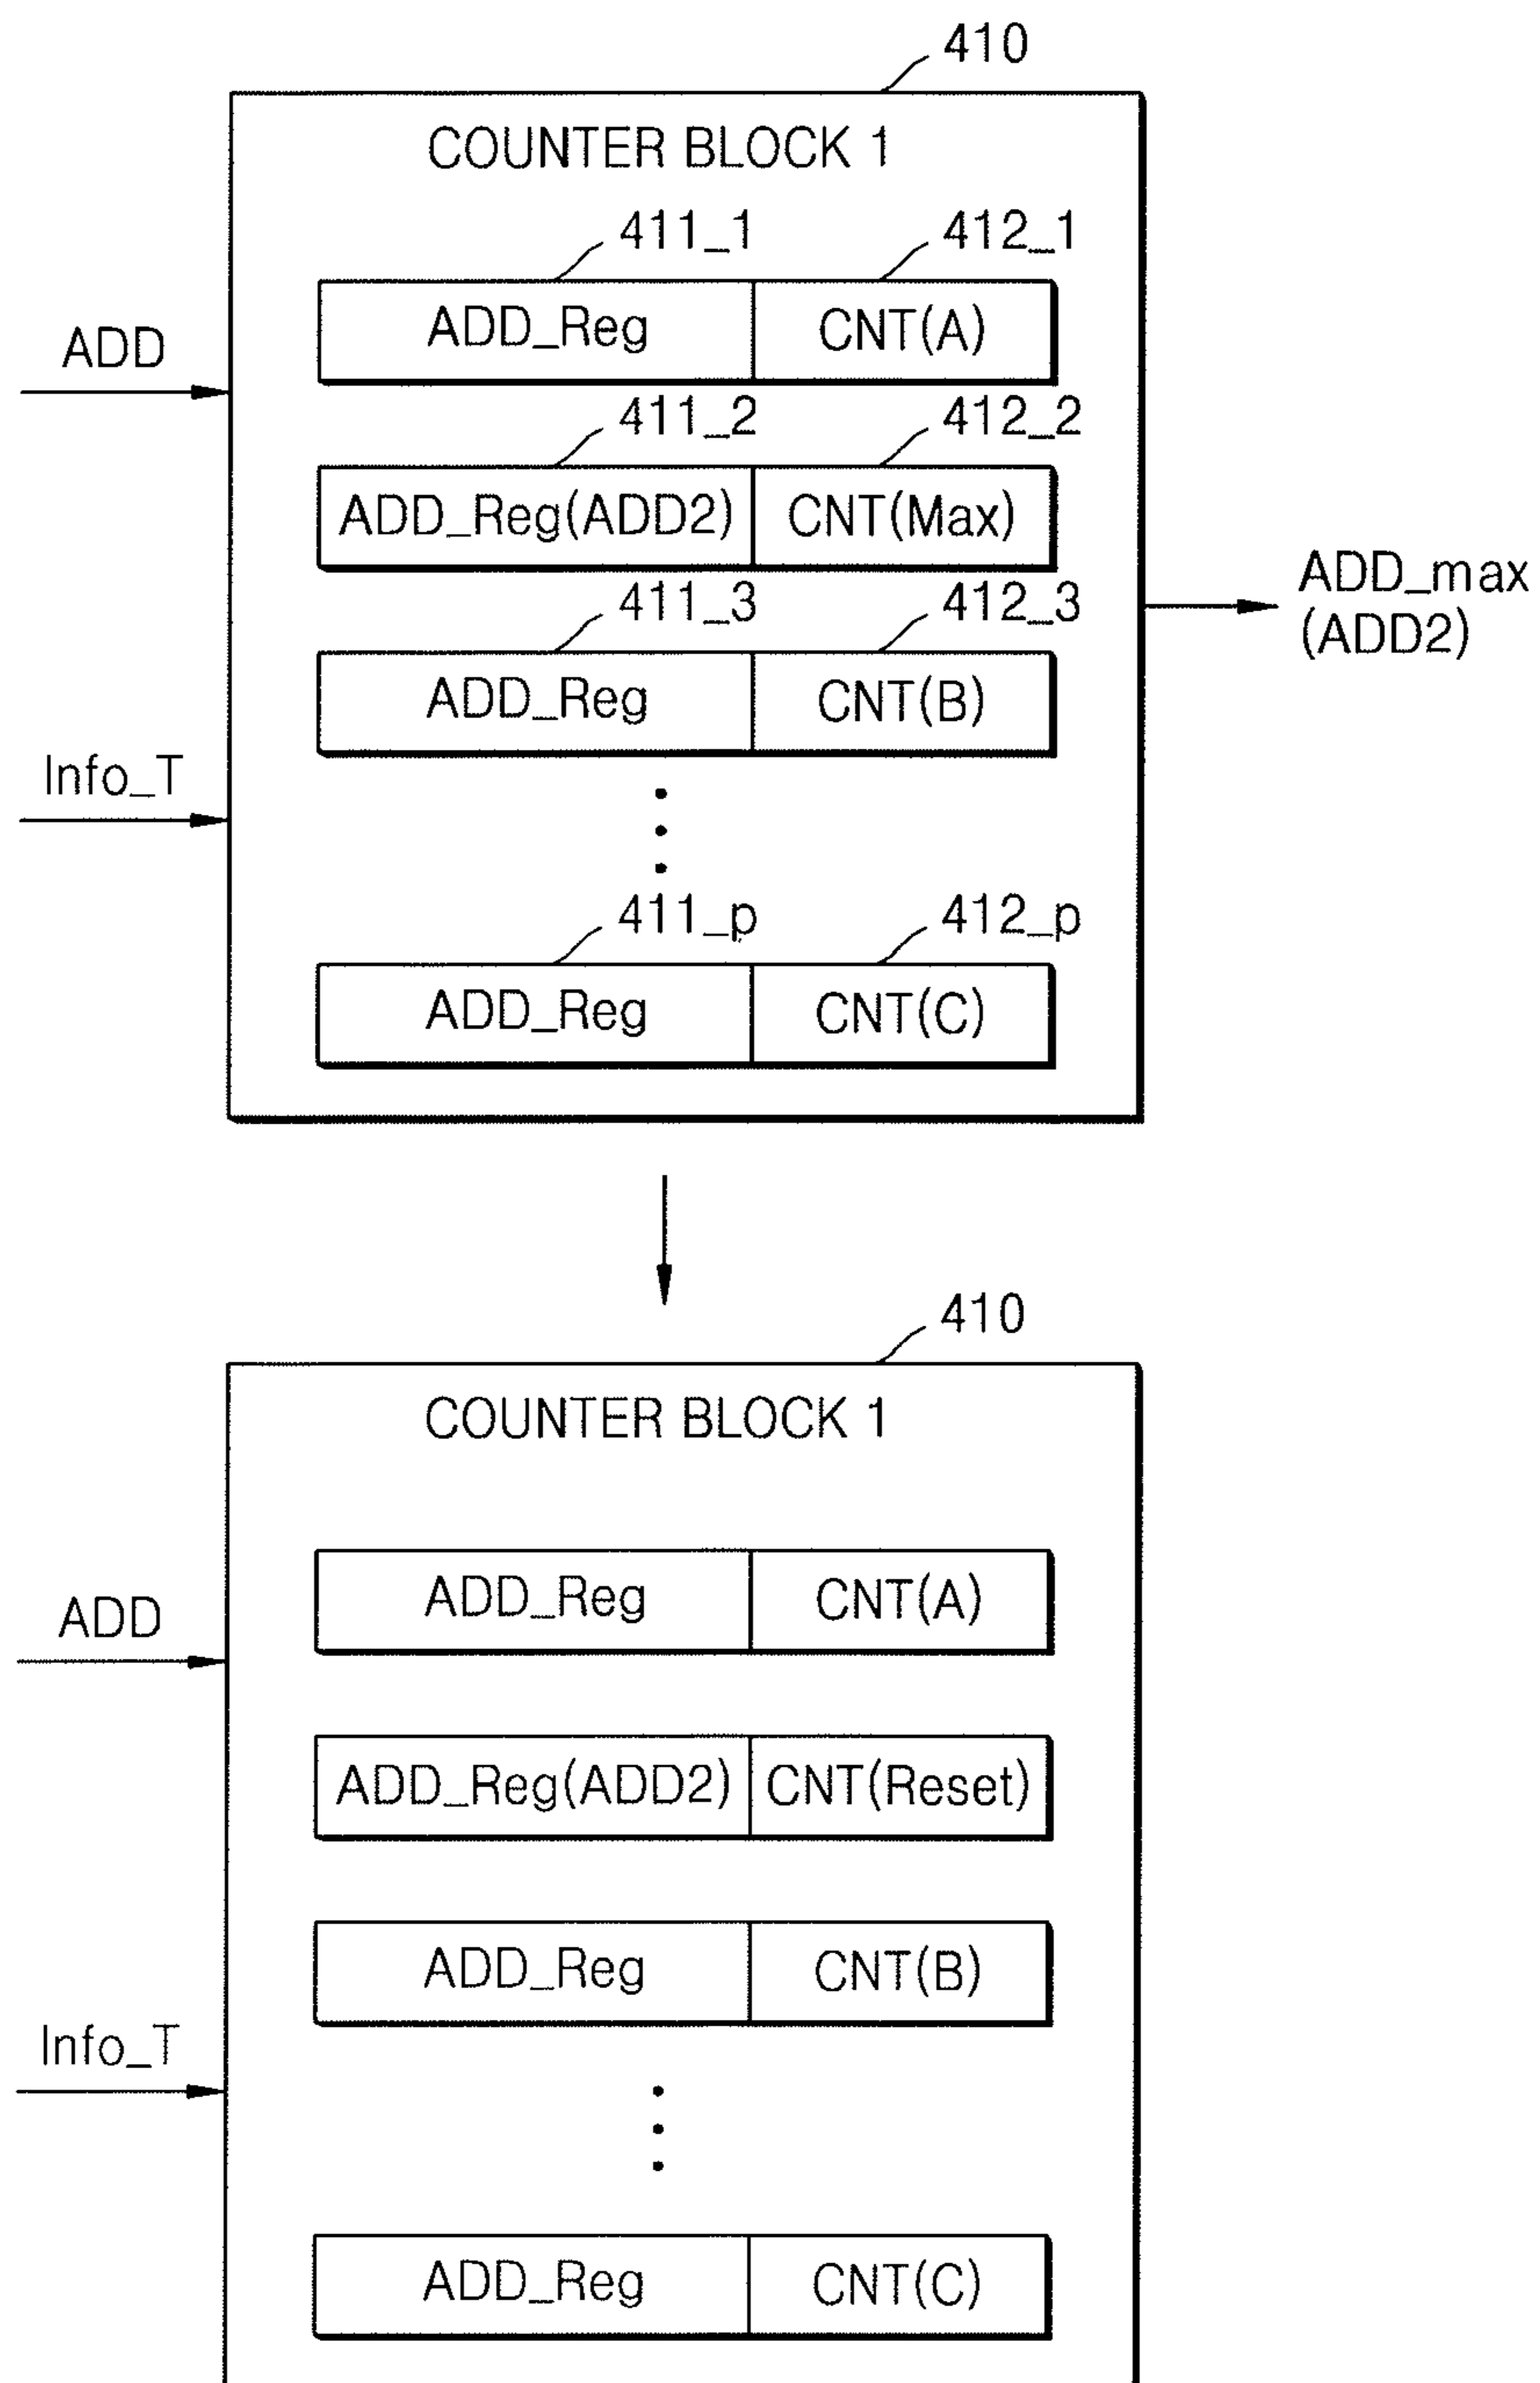 410
COUNTER BLOCK 1
411_1 412_1
ADD_Reg CNT(A)
ADD
411_2 412_2
ADD_Reg(ADD2) CNT(Max)
ADD_max
(ADD2)
411_3 412_3
ADD_Reg CNT(B)
Info_T
411_p 412_p
ADD_Reg CNT(C)
410
COUNTER BLOCK 1
ADD_Reg CNT(A)
ADD
ADD_Reg(ADD2) CNT(Reset)
ADD_Reg CNT(B)
Info_T
ADD_Reg CNT(C)